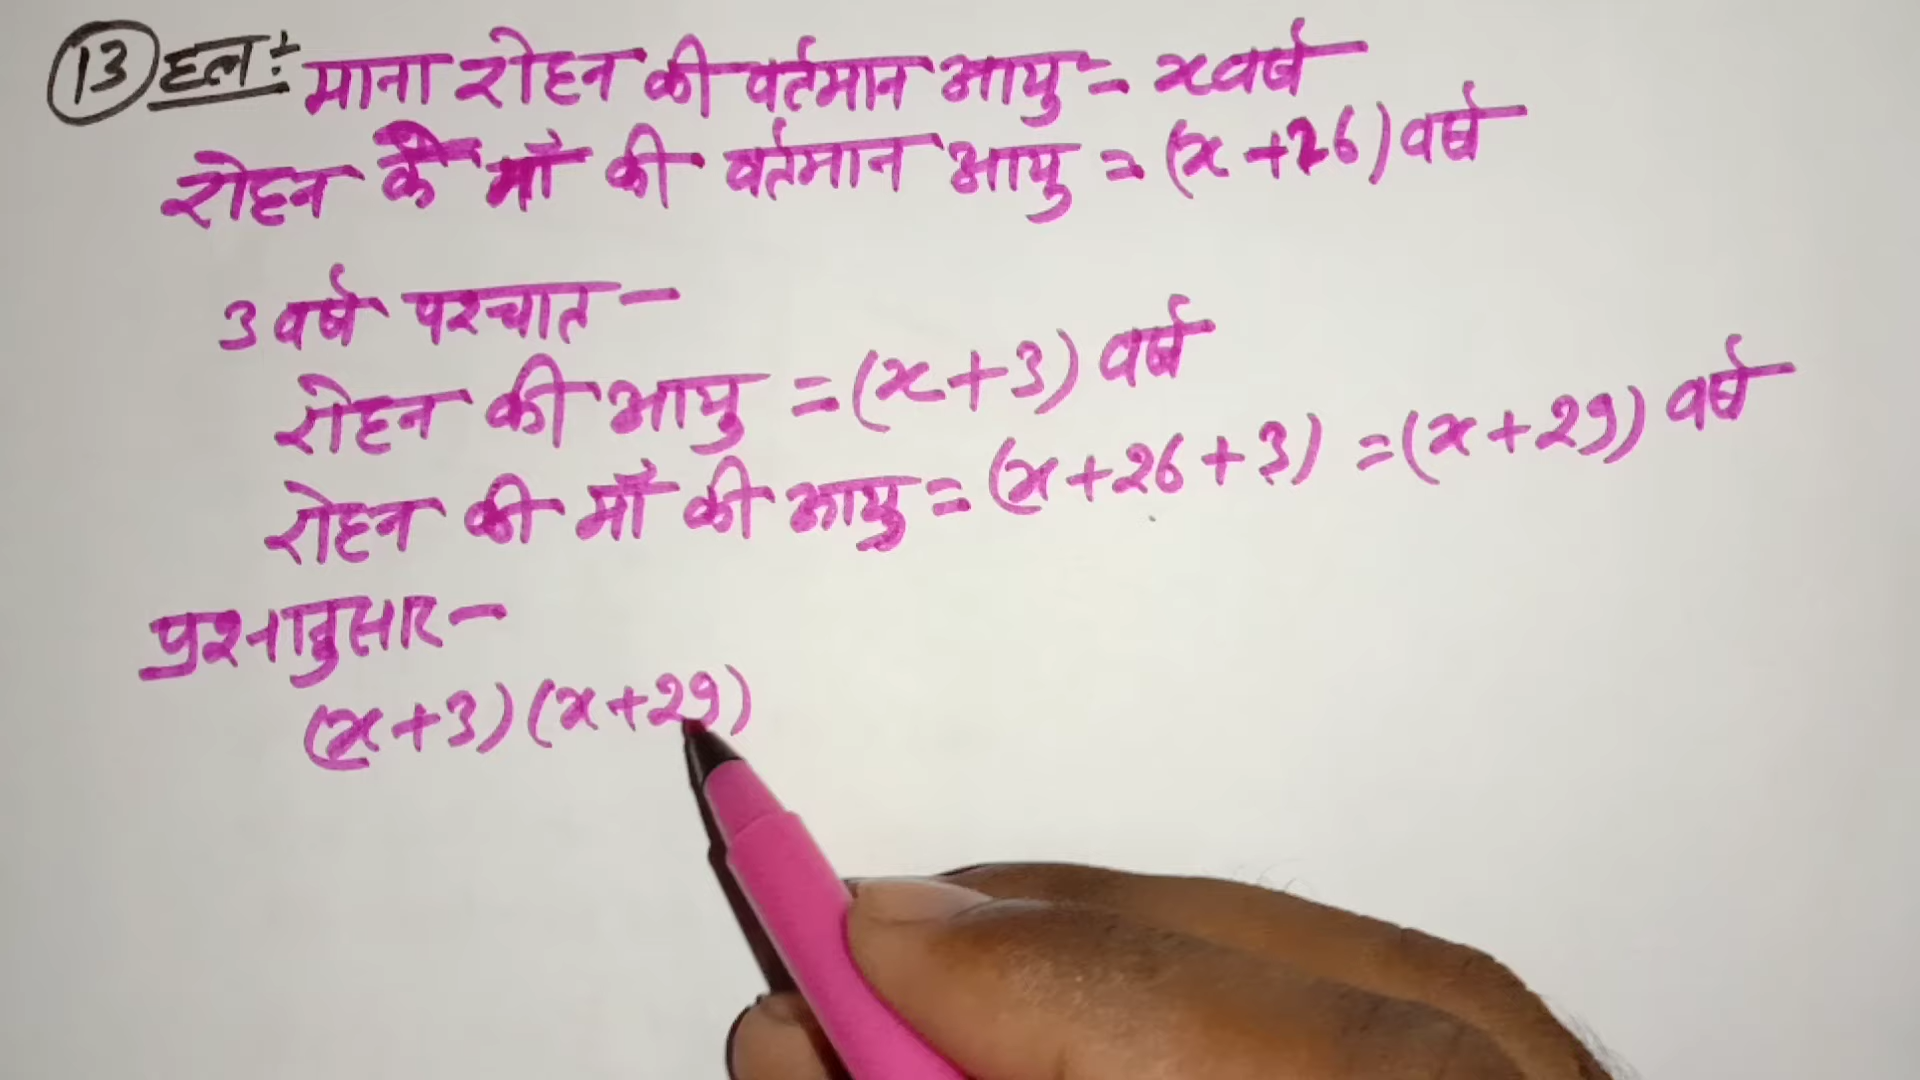 13 हल:- माना रोहन की वर्तमान आयु = x वर्ष
रोहन के माँ की वर्तमान आयु = (x+26) वर्ष
3 वर्ष पश्चात -
रोहन की आयु = (x+3) वर्ष
रोहन की माँ की आयु = (x+26+3) = (x+29) वर्ष
प्रश्नानुसार -
(x+3)(x+29)